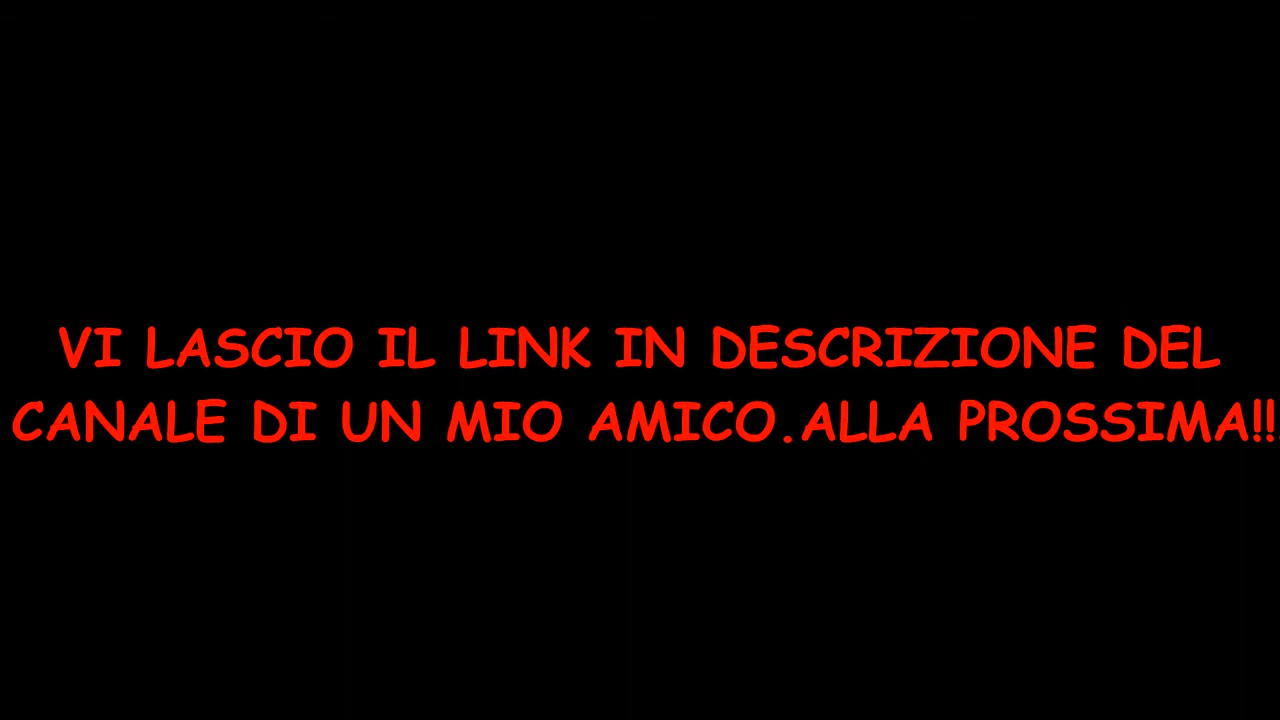 VI LASCIO IL LINK IN DESCRIZIONE DEL
CANALE DI UN MIO AMICO.ALLA PROSSIMA!!